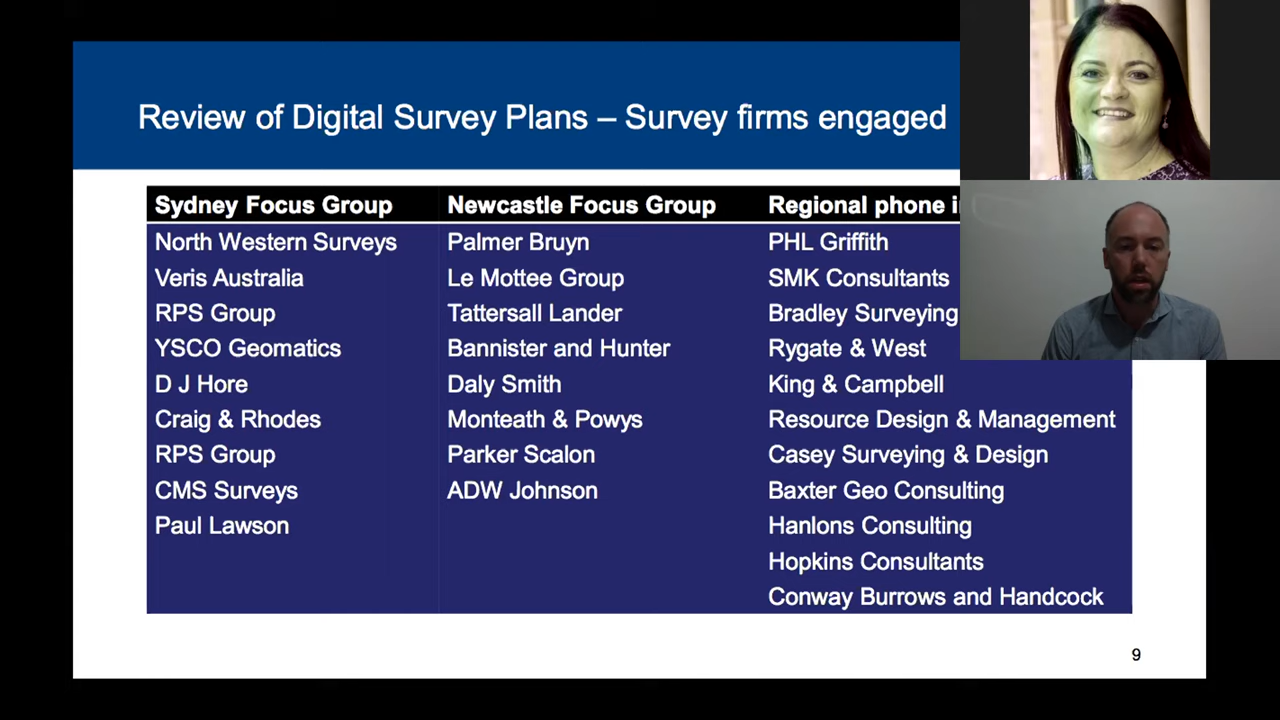 Review of Digital Survey Plans – Survey firms engaged
Sydney Focus Group Newcastle Focus Group Regional phone
North Western Surveys Palmer Bruyn PHL Griffith
Veris Australia Le Mottee Group SMK Consultants
RPS Group Tattersall Lander Bradley Surveying
YSCO Geomatics Bannister and Hunter Rygate & West
D J Hore Daly Smith King & Campbell
Craig & Rhodes Monteath & Powys Resource Design & Management
RPS Group Parker Scalon Casey Surveying & Design
CMS Surveys ADW Johnson Baxter Geo Consulting
Paul Lawson Hanlons Consulting
Hopkins Consultants
Conway Burrows and Handcock
9